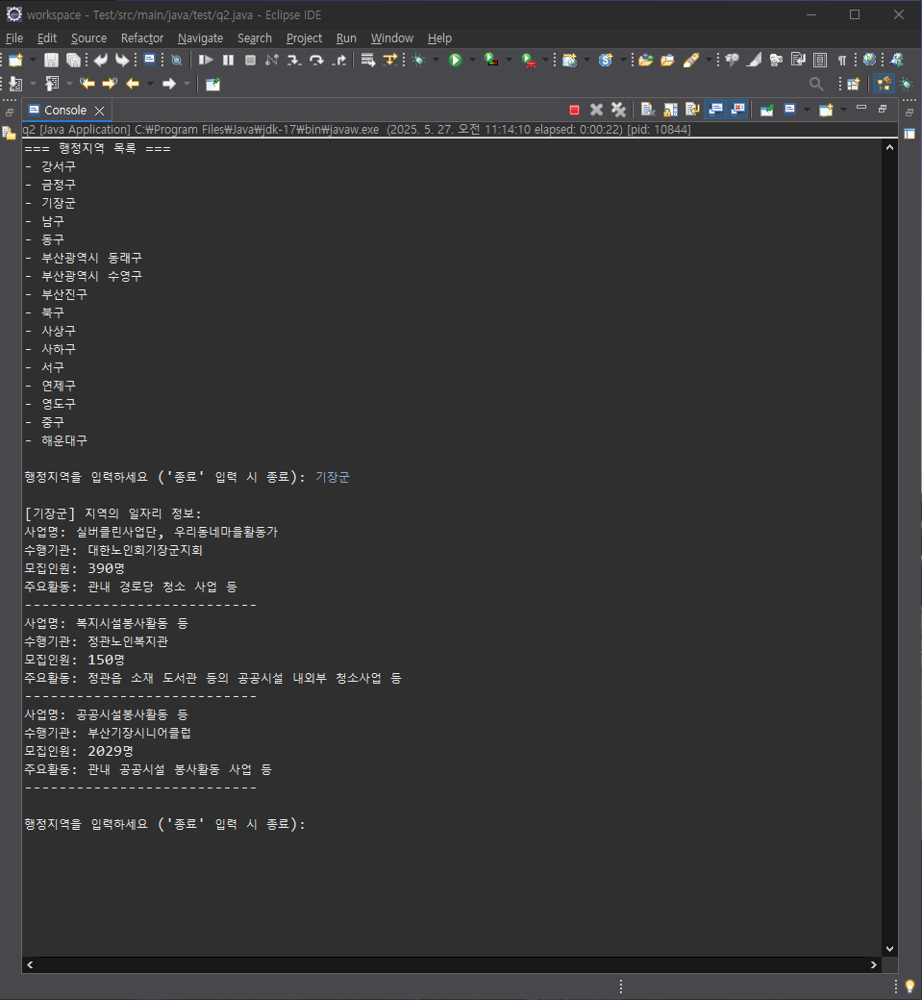 workspace - Test/src/main/java/test/q2.java - Eclipse IDE
File Edit Source Refactor Navigate Search Project Run Window Help
Console
q2 [Java Application] C:₩Program Files₩Java₩jdk-17₩bin₩javaw.exe (2025. 5. 27. 오전 11:14:10 elapsed: 0:00:22) [pid: 10844]
=== 행정지역 목록 ===
- 강서구
- 금정구
- 기장군
- 남구
- 동구
- 부산광역시 동래구
- 부산광역시 수영구
- 부산진구
- 북구
- 사상구
- 사하구
- 서구
- 연제구
- 영도구
- 중구
- 해운대구
행정지역을 입력하세요 ('종료' 입력 시 종료): 기장군
[기장군] 지역의 일자리 정보:
사업명: 실버클린사업단, 우리동네마을활동가
수행기관: 대한노인회기장군지회
모집인원: 390명
주요활동: 관내 경로당 청소 사업 등
---------------------------
사업명: 복지시설봉사활동 등
수행기관: 정관노인복지관
모집인원: 150명
주요활동: 정관읍 소재 도서관 등의 공공시설 내외부 청소사업 등
---------------------------
사업명: 공공시설봉사활동 등
수행기관: 부산기장시니어클럽
모집인원: 2029명
주요활동: 관내 공공시설 봉사활동 사업 등
---------------------------
행정지역을 입력하세요 ('종료' 입력 시 종료):